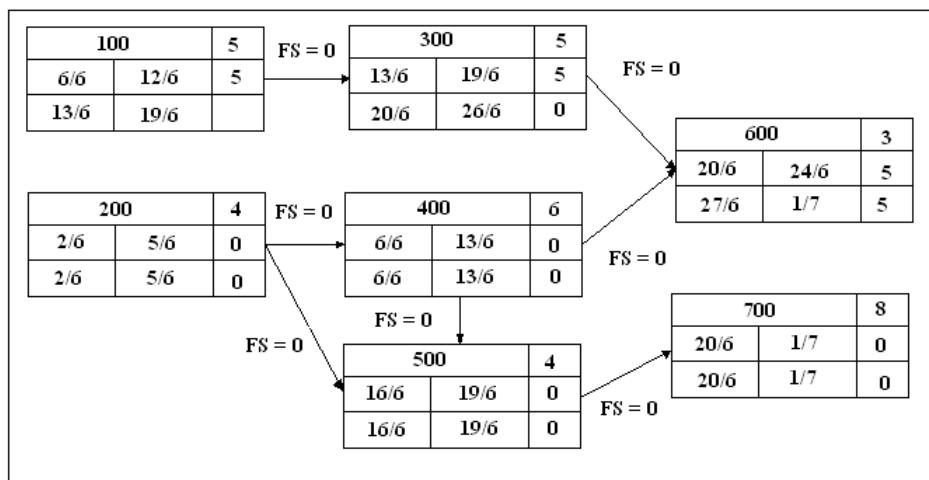 100 5
6/6 12/6 5
13/6 19/6
FS = 0
300 5
13/6 19/6 5
20/6 26/6 0
FS = 0
600 3
20/6 24/6 5
27/6 1/7 5
200 4
2/6 5/6 0
2/6 5/6 0
FS = 0
400 6
6/6 13/6 0
6/6 13/6 0
FS = 0
FS = 0
FS = 0
500 4
16/6 19/6 0
16/6 19/6 0
FS = 0
700 8
20/6 1/7 0
20/6 1/7 0